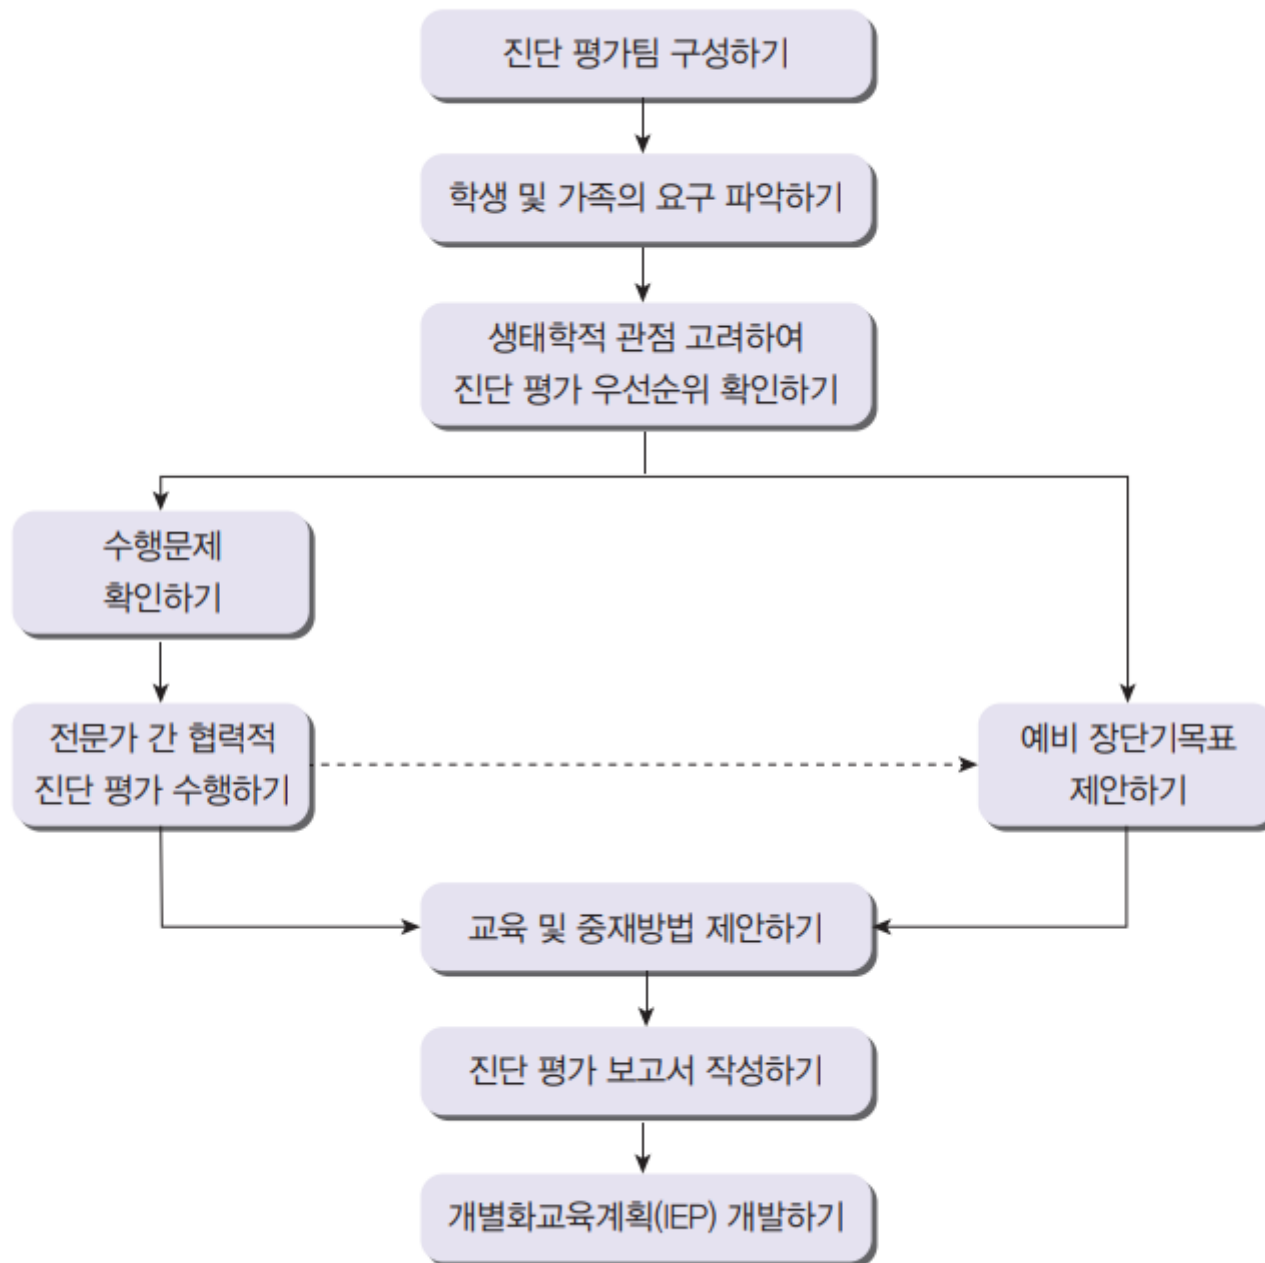 진단 평가팀 구성하기
학생 및 가족의 요구 파악하기
생태학적 관점 고려하여
진단 평가 우선순위 확인하기
수행문제
확인하기
전문가 간 협력적
진단 평가 수행하기
예비 장단기목표
제안하기
교육 및 중재방법 제안하기
진단 평가 보고서 작성하기
개별화교육계획(IEP) 개발하기